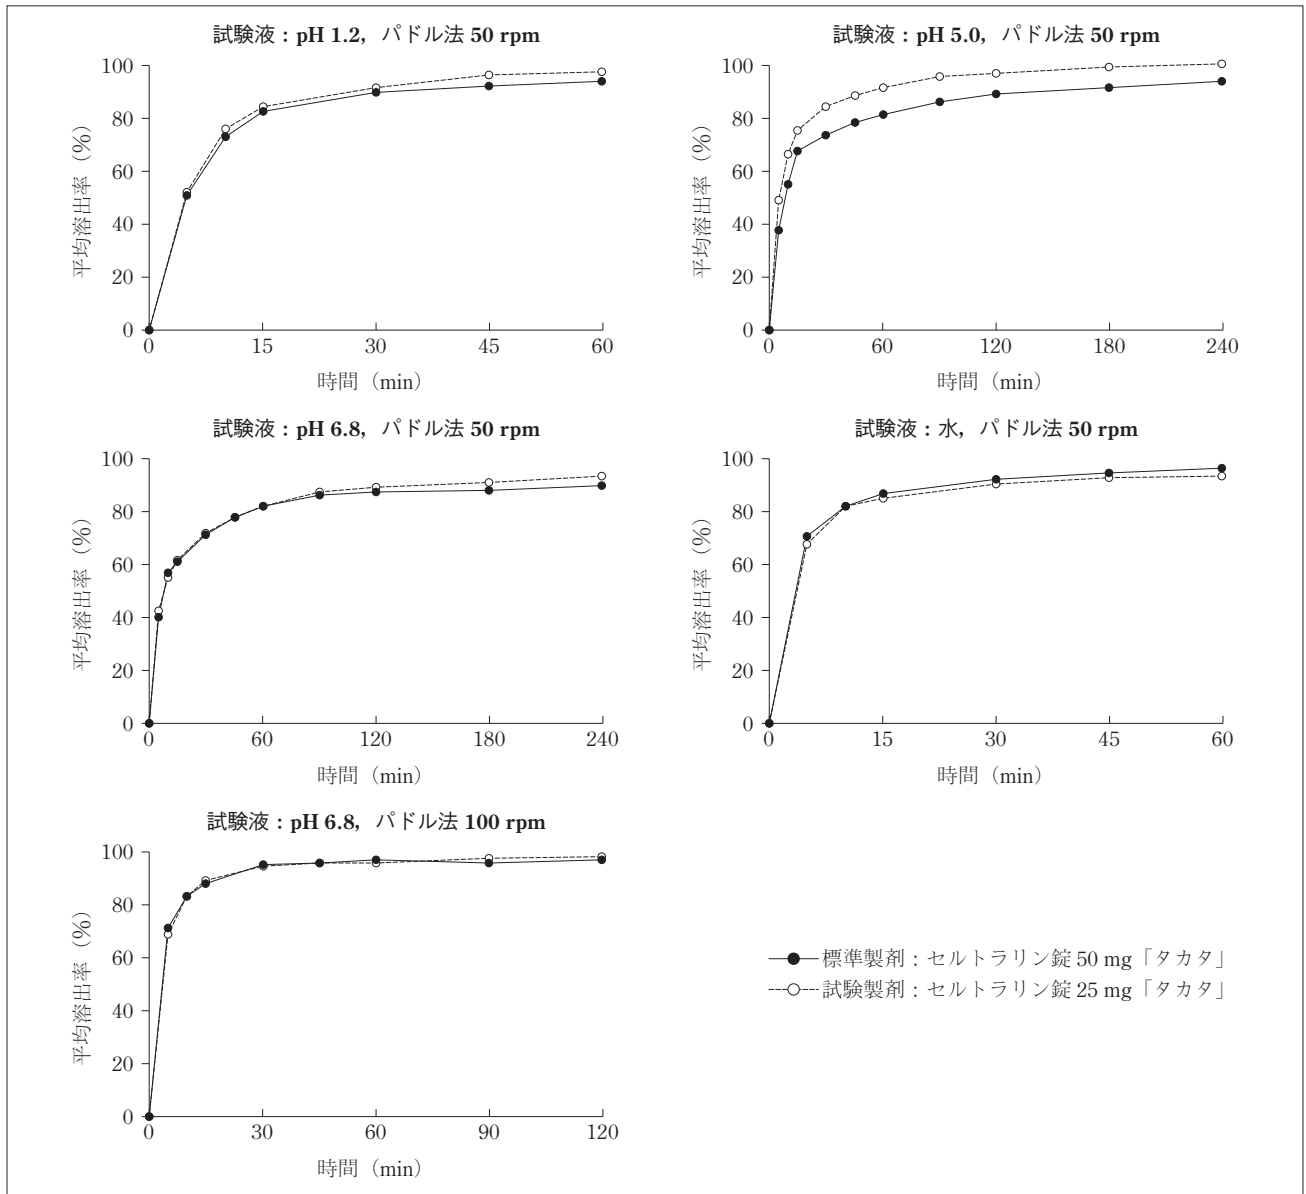 試験液：pH 1.2，パドル法 50 rpm
100
80
60
40
20
0
平均溶出率（%）
0 15 30 45 60
時間（min）
試験液：pH 5.0，パドル法 50 rpm
100
80
60
40
20
0
平均溶出率（%）
0 60 120 180 240
時間（min）
試験液：pH 6.8，パドル法 50 rpm
100
80
60
40
20
0
平均溶出率（%）
0 60 120 180 240
時間（min）
試験液：水，パドル法 50 rpm
100
80
60
40
20
0
平均溶出率（%）
0 15 30 45 60
時間（min）
試験液：pH 6.8，パドル法 100 rpm
100
80
60
40
20
0
平均溶出率（%）
0 30 60 90 120
時間（min）
標準製剤：セルトラリン錠 50 mg「タカタ」
試験製剤：セルトラリン錠 25 mg「タカタ」